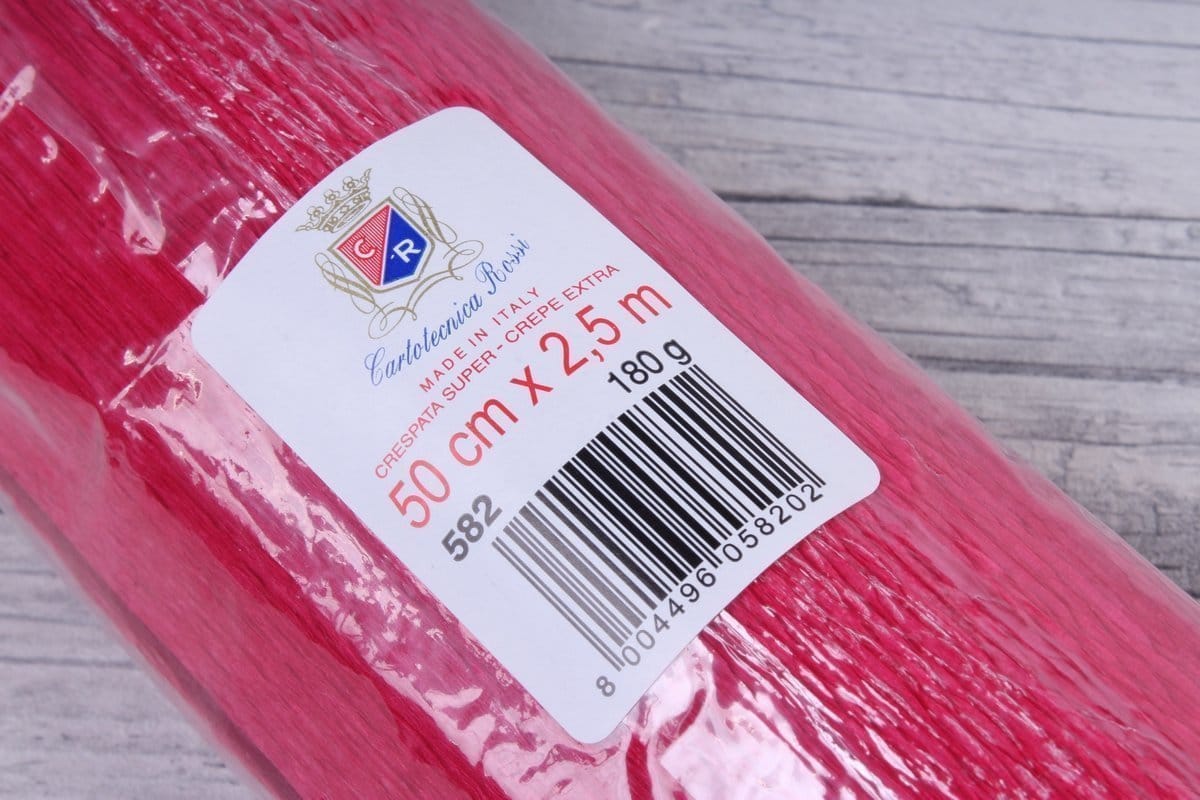 C R
Cartotecnica Rossi
MADE IN ITALY
CRESPATA SUPER - CREPE EXTRA
50 cm x 2,5 m
582 180 g
8 004496 058202